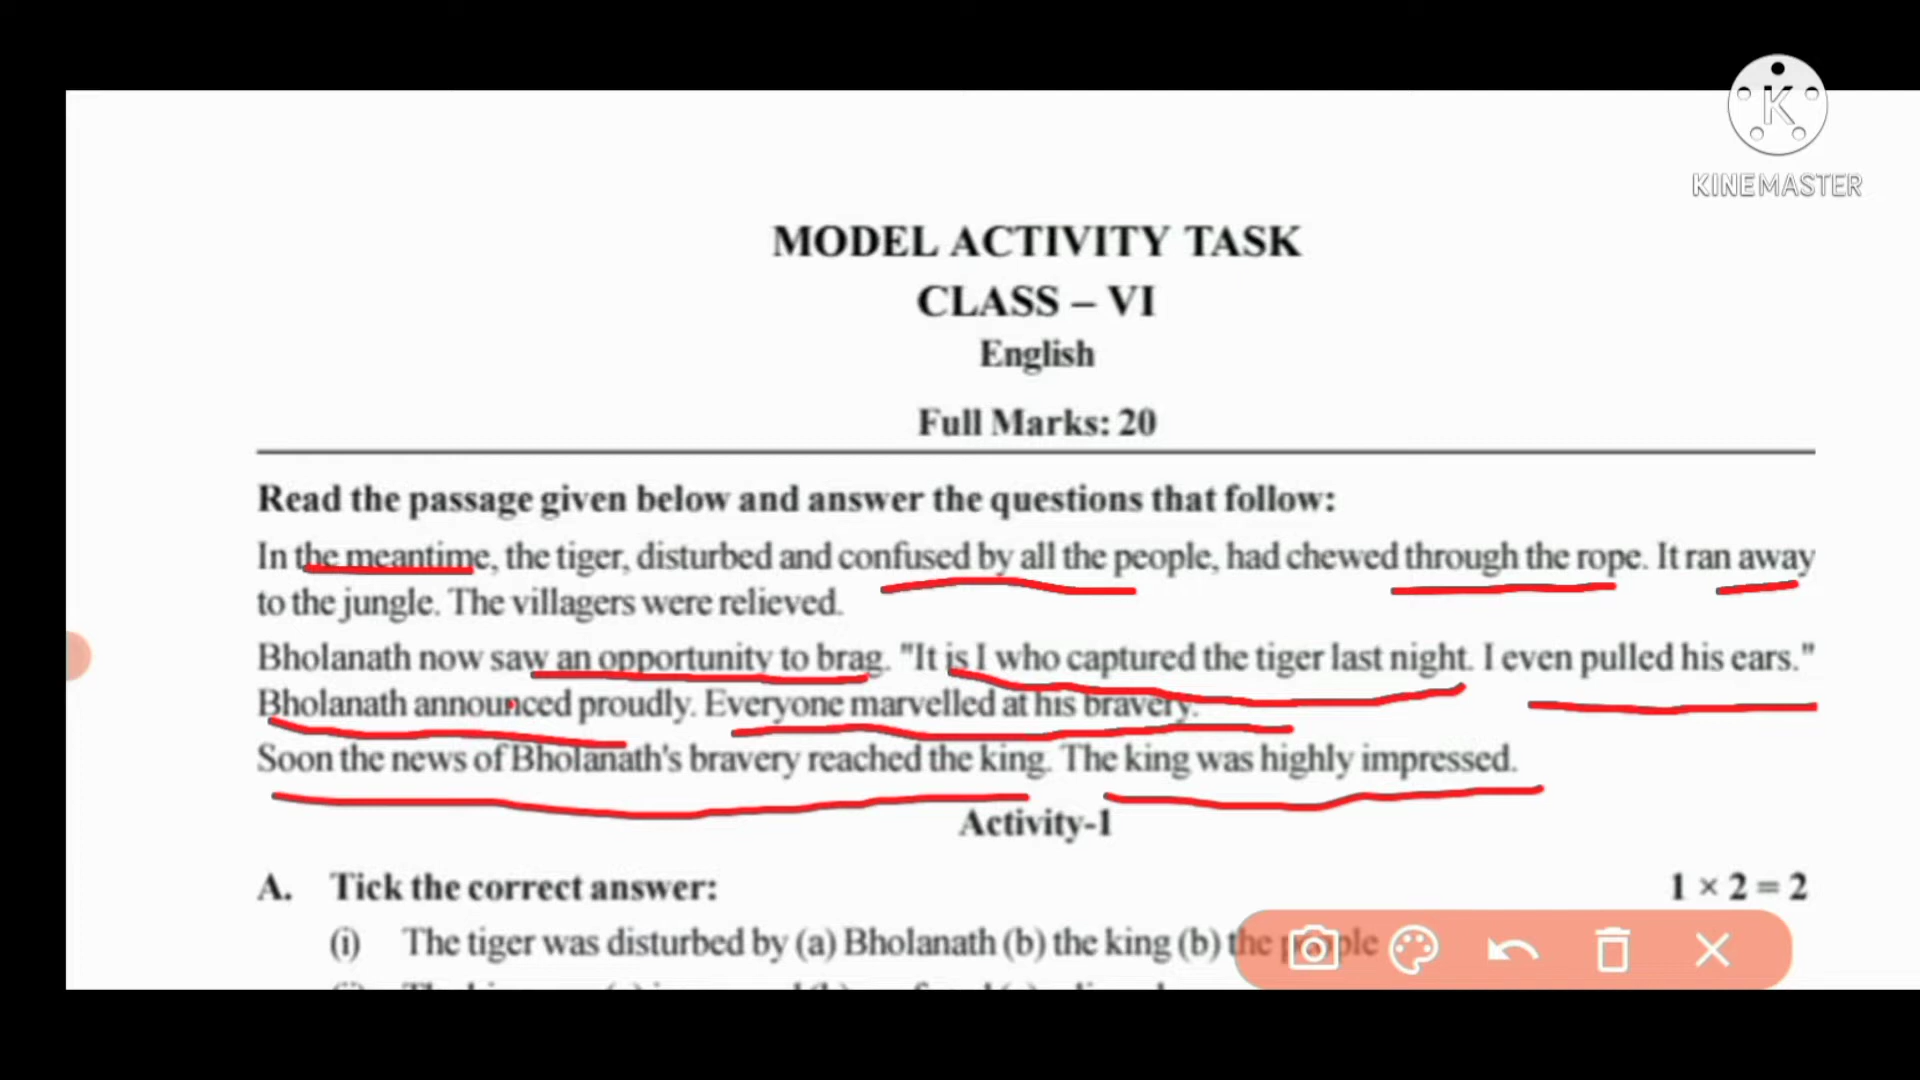 K
KINEMASTER
MODEL ACTIVITY TASK
CLASS – VI
English
Full Marks: 20
Read the passage given below and answer the questions that follow:
In the meantime, the tiger, disturbed and confused by all the people, had chewed through the rope. It ran away
to the jungle. The villagers were relieved.
Bholanath now saw an opportunity to brag. "It is I who captured the tiger last night. I even pulled his ears."
Bholanath announced proudly. Everyone marvelled at his bravery.
Soon the news of Bholanath's bravery reached the king. The king was highly impressed.
Activity-1
A. Tick the correct answer: 1 × 2 = 2
(i) The tiger was disturbed by (a) Bholanath (b) the king (b) the people